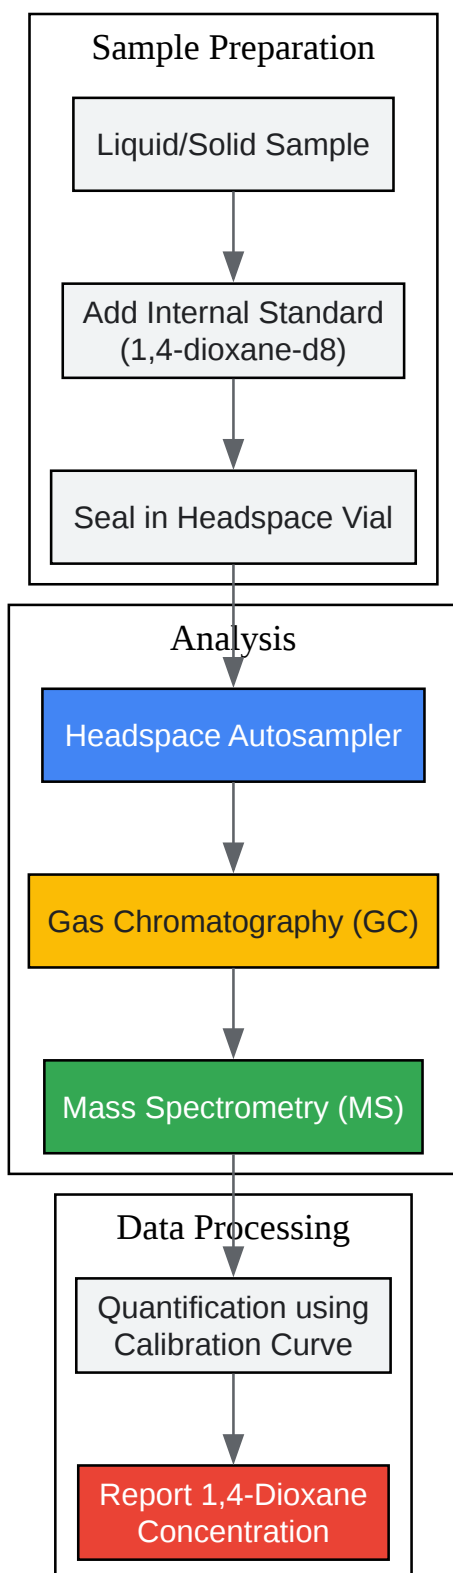 Sample Preparation
Liquid/Solid Sample
Add Internal Standard
(1,4-dioxane-d8)
Seal in Headspace Vial
Analysis
Headspace Autosampler
Gas Chromatography (GC)
Mass Spectrometry (MS)
Data Processing
Quantification using
Calibration Curve
Report 1,4-Dioxane
Concentration